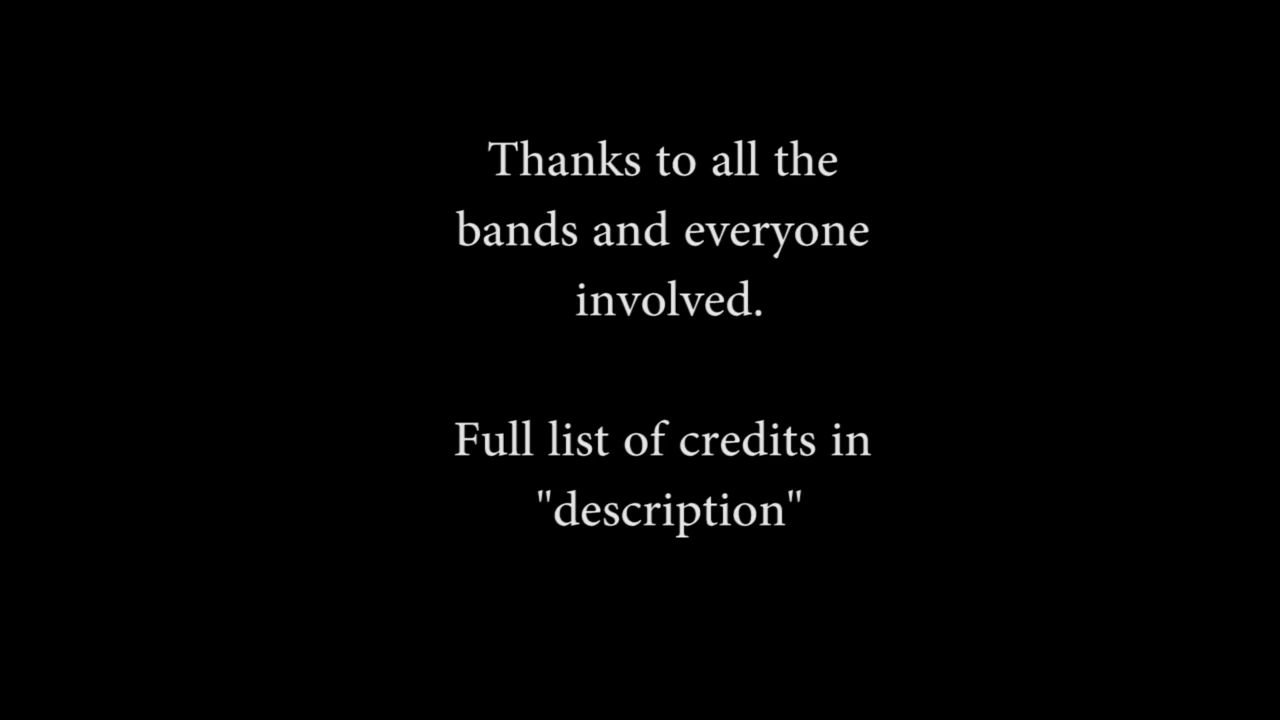 Thanks to all the
bands and everyone
involved.
Full list of credits in
"description"